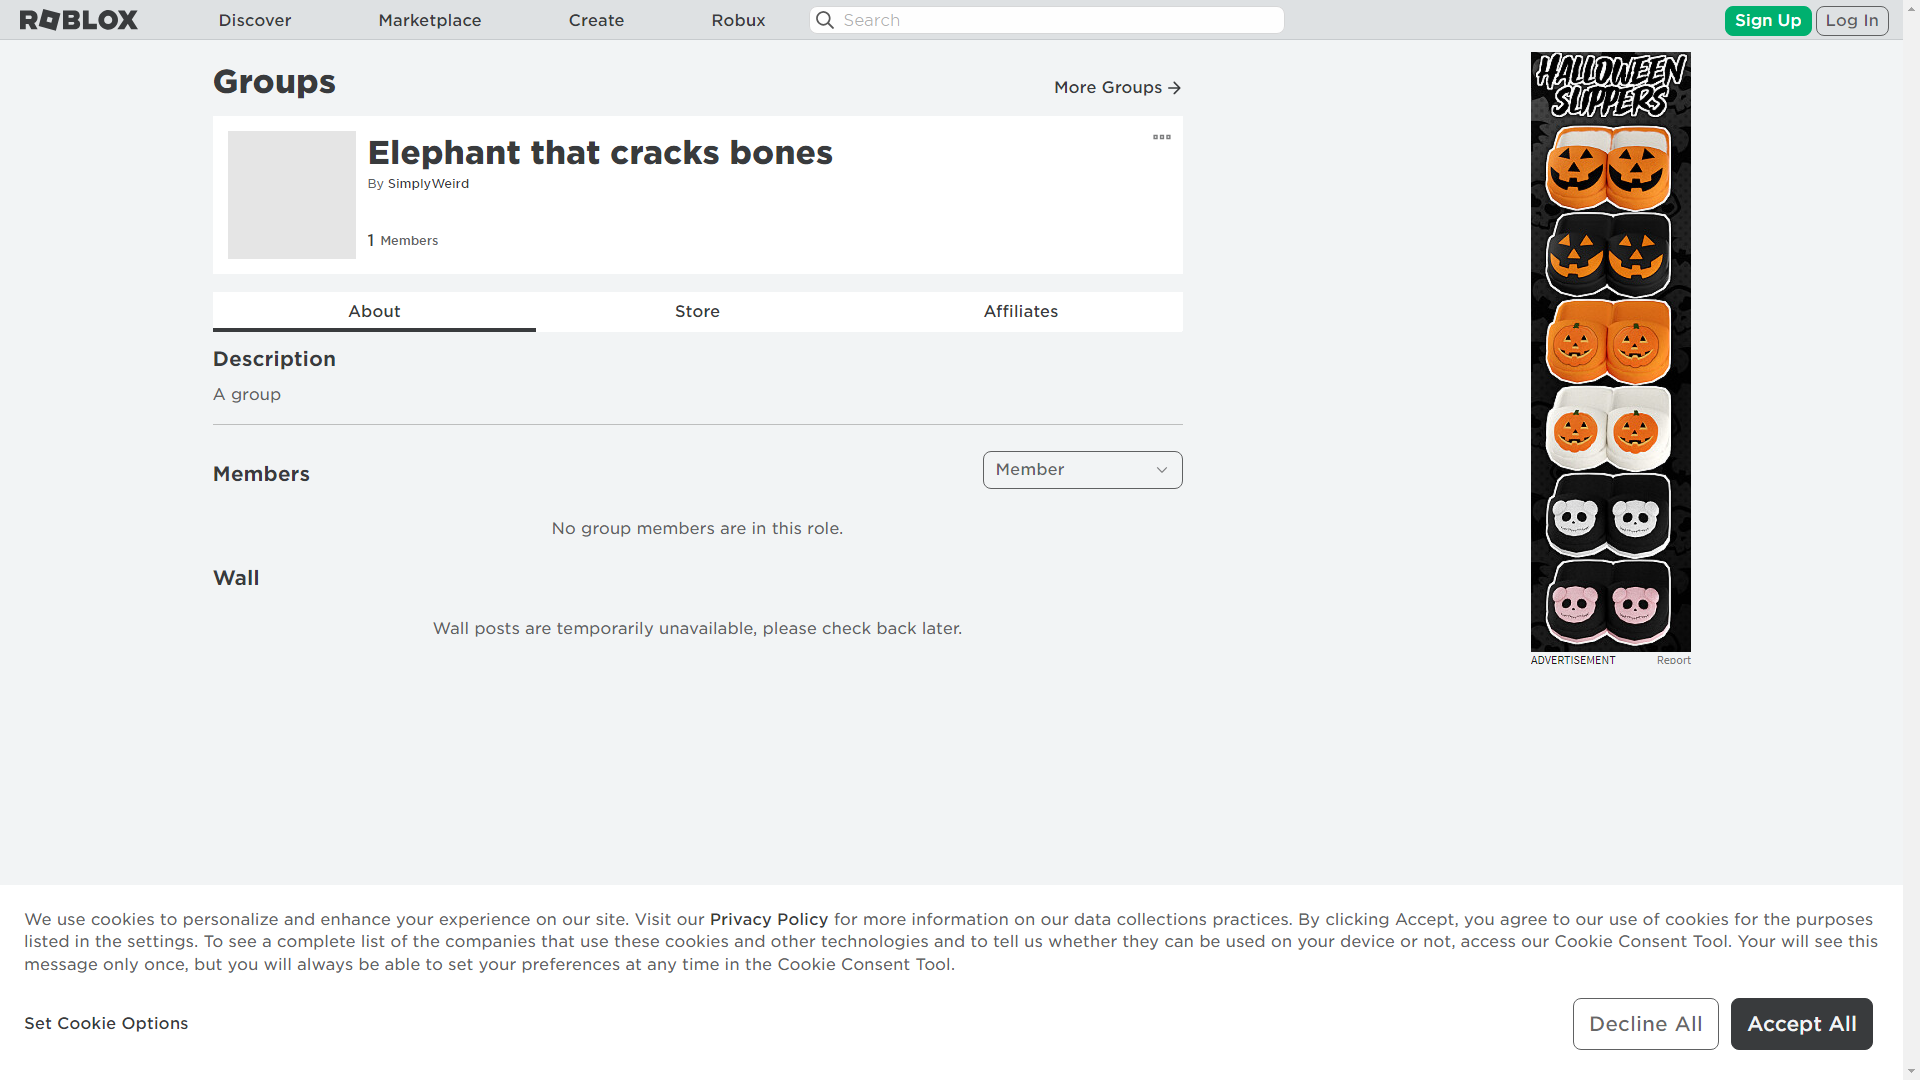 ROBLOX
Discover
Marketplace
Create
Robux
Search
Sign Up
Log In
Groups
More Groups
Elephant that cracks bones
By SimplyWeird
1 Members
About
Store
Affiliates
Description
A group
Members
Member
No group members are in this role.
Wall
Wall posts are temporarily unavailable, please check back later.
HALLOWEEN
SLIPPERS
ADVERTISEMENT
Report
We use cookies to personalize and enhance your experience on our site. Visit our Privacy Policy for more information on our data collections practices. By clicking Accept, you agree to our use of cookies for the purposes
listed in the settings. To see a complete list of the companies that use these cookies and other technologies and to tell us whether they can be used on your device or not, access our Cookie Consent Tool. Your will see this
message only once, but you will always be able to set your preferences at any time in the Cookie Consent Tool.
Set Cookie Options
Decline All
Accept All